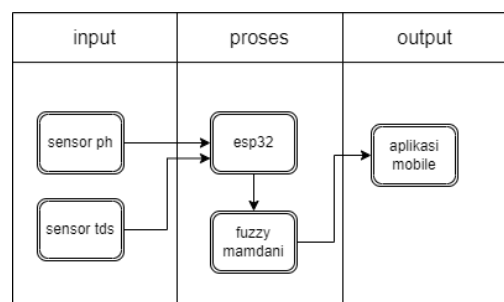 input
proses
output
sensor ph
esp32
aplikasi
mobile
sensor tds
fuzzy
mamdani